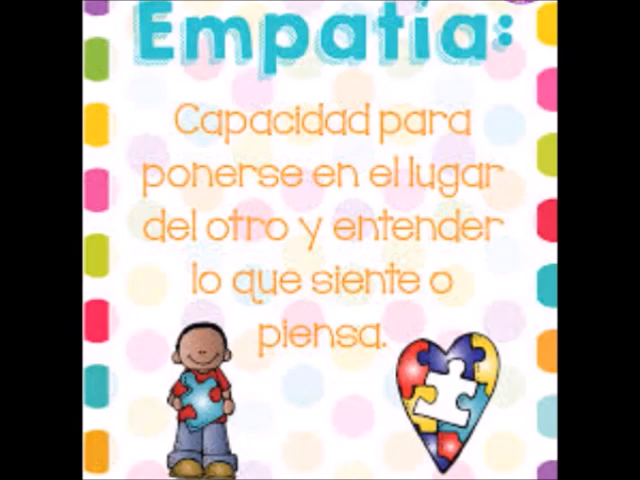 Empatía:
Capacidad para
ponerse en el lugar
del otro y entender
lo que siente o
piensa.